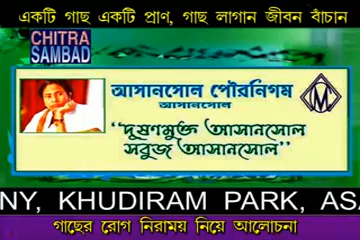 একটি গাছ একটি প্রাণ, গাছ লাগান জীবন বাঁচান
CHITRA
SAMBAD
আসানসোল পৌরনিগম
আসানসোল
"দূষণমুক্ত আসানসোল
সবুজ আসানসোল"
NY, KHUDIRAM PARK, ASA
গাছের রোগ নিরাময় নিয়ে আলোচনা